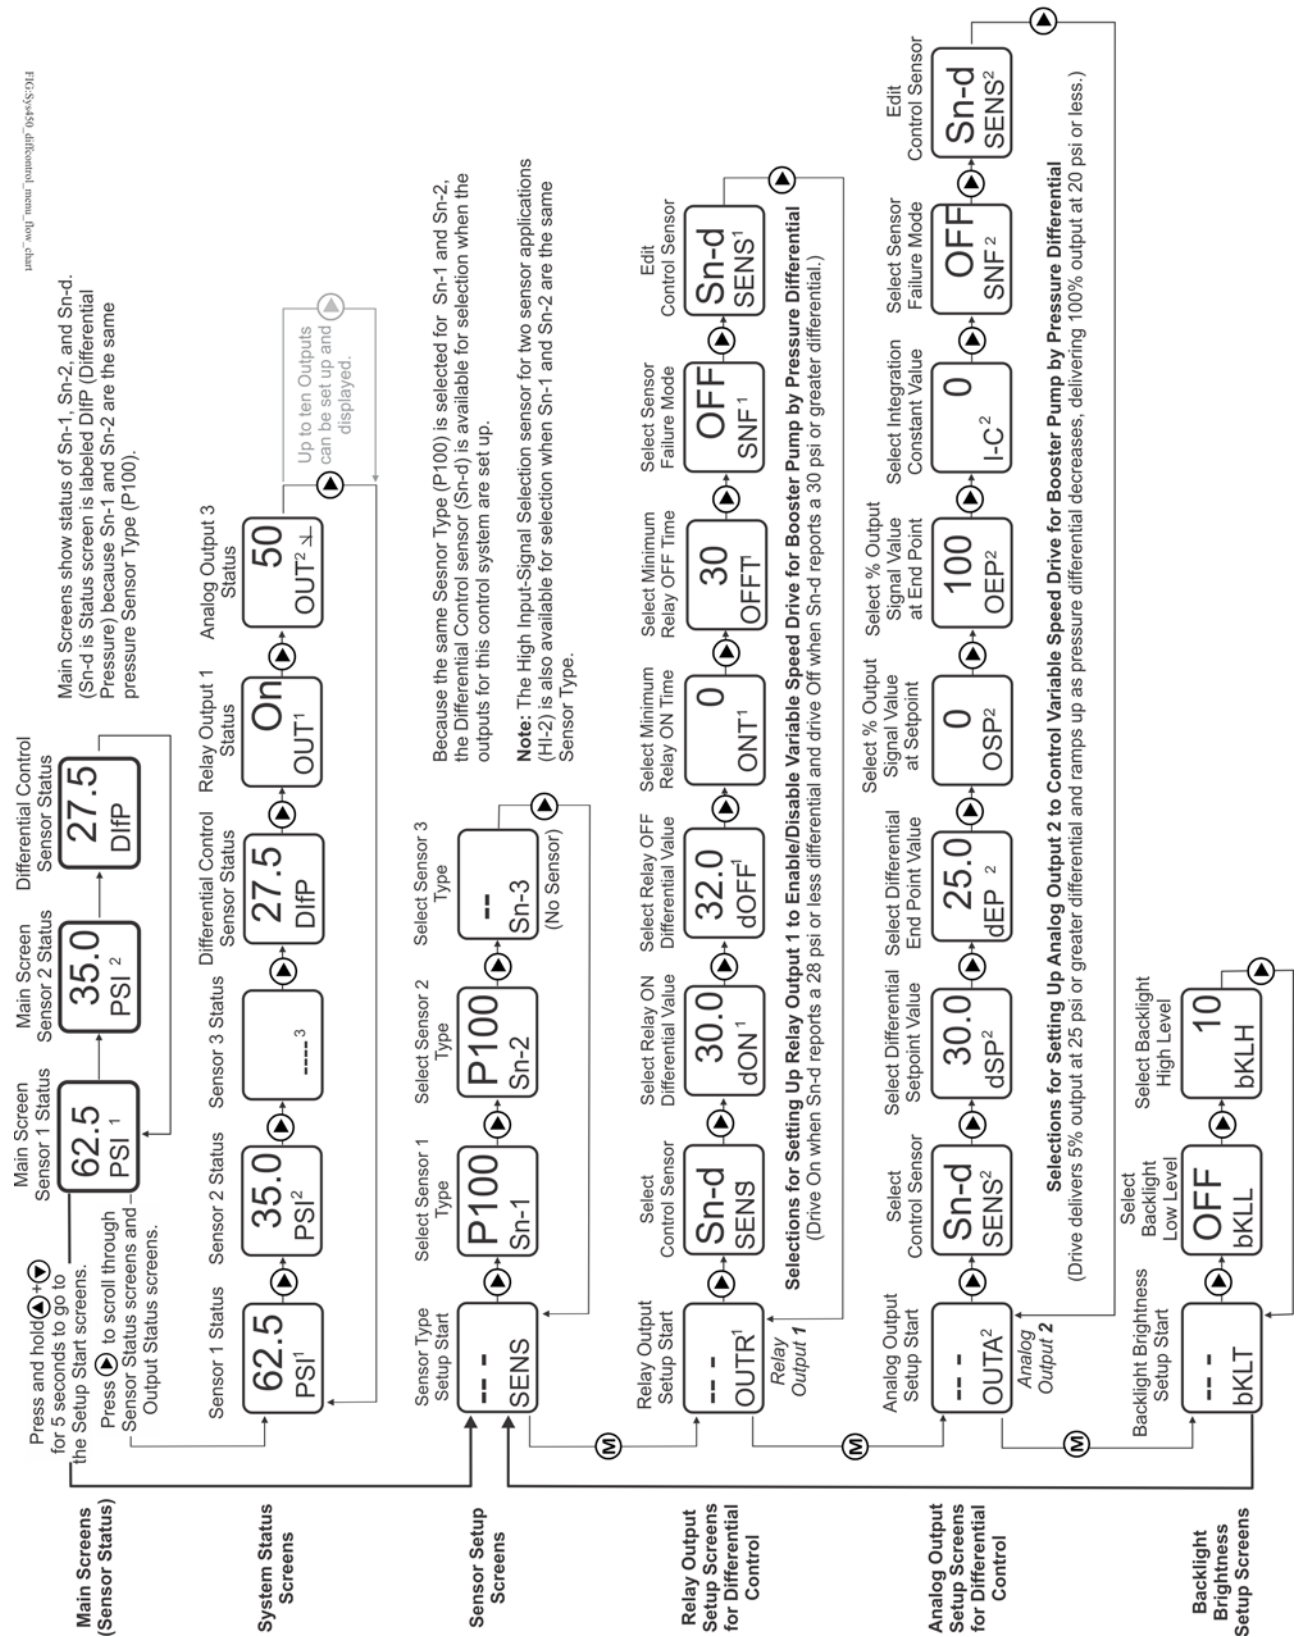 FIG:Sys450_diffcontrol_menu_flow_chart
Main Screens
(Sensor Status)
Press and hold
+
for 5 seconds to go to
the Setup Start screens.
Press
to scroll through
Sensor Status screens and
Output Status screens.
Main Screen
Sensor 1 Status
62.5
PSI 1
Main Screen
Sensor 2 Status
35.0
PSI 2
Differential Control
Sensor Status
27.5
DIfP
Main Screens show status of Sn-1, Sn-2, and Sn-d.
(Sn-d is Status screen is labeled DIfP (Differential
Pressure) because Sn-1 and Sn-2 are the same
pressure Sensor Type (P100).
System Status
Screens
Sensor 1 Status
62.5
PSI1
Sensor 2 Status
35.0
PSI2
Sensor 3 Status
---- 3
Differential Control
Sensor Status
27.5
DIfP
Relay Output 1
Status
On
OUT1
Analog Output 3
Status
50
OUT2
Up to ten Outputs
can be set up and
displayed.
Sensor Setup
Screens
Sensor Type
Setup Start
-- -
SENS
Select Sensor 1
Type
P100
Sn-1
Select Sensor 2
Type
P100
Sn-2
Select Sensor 3
Type
--
Sn-3
(No Sensor)
Because the same Sesnor Type (P100) is selected for Sn-1 and Sn-2,
the Differential Control sensor (Sn-d) is available for selection when the
outputs for this control system are set up.
Note: The High Input-Signal Selection sensor for two sensor applications
(HI-2) is also available for selection when Sn-1 and Sn-2 are the same
Sensor Type.
M
Relay Output
Setup Screens
for Differential
Control
Relay Output
Setup Start
-- -
OUTR1
Relay
Output 1
Select
Control Sensor
Sn-d
SENS
Select Relay ON
Differential Value
30.0
dON 1
Select Relay OFF
Differential Value
32.0
dOFF1
Select Minimum
Relay ON Time
0
ONT1
Select Minimum
Relay OFF Time
30
OFFT1
Select Sensor
Failure Mode
OFF
SNF 1
Edit
Control Sensor
Sn-d
SENS1
Selections for Setting Up Relay Output 1 to Enable/Disable Variable Speed Drive for Booster Pump by Pressure Differential
(Drive On when Sn-d reports a 28 psi or less differential and drive Off when Sn-d reports a 30 psi or greater differential.)
M
Analog Output
Setup Screens
for Differential
Control
Analog Output
Setup Start
-- -
OUTA2
Analog
Output 2
Select
Control Sensor
Sn-d
SENS2
Select Differential
Setpoint Value
30.0
dSP2
Select Differential
End Point Value
25.0
dEP 2
Select % Output
Signal Value
at Setpoint
0
OSP2
Select % Output
Signal Value
at End Point
100
OEP2
Select Integration
Constant Value
0
I-C2
Select Sensor
Failure Mode
OFF
SNF 2
Edit
Control Sensor
Sn-d
SENS2
Selections for Setting Up Analog Output 2 to Control Variable Speed Drive for Booster Pump by Pressure Differential
(Drive delivers 5% output at 25 psi or greater differential and ramps up as pressure differential decreases, delivering 100% output at 20 psi or less.)
M
Backlight
Brightness
Setup Screens
Backlight Brightness
Setup Start
-- -
bKLT
Select
Backlight
Low Level
OFF
bKLL
Select Backlight
High Level
10
bKLH